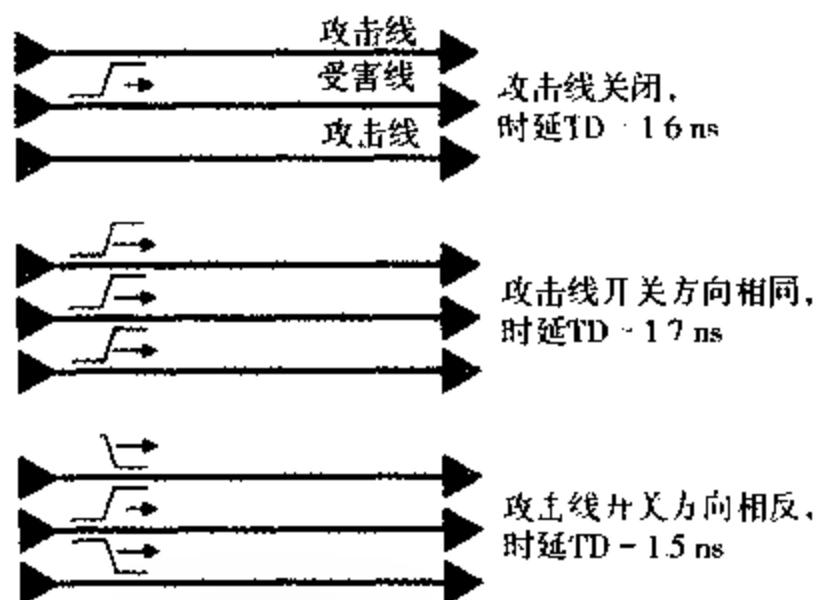 攻击线
受害线
攻击线
攻击线关闭,
时延TD - 1 6 ns
攻击线开关方向相同,
时延TD - 1 7 ns
攻击线开关方向相反,
时延TD - 1.5 ns